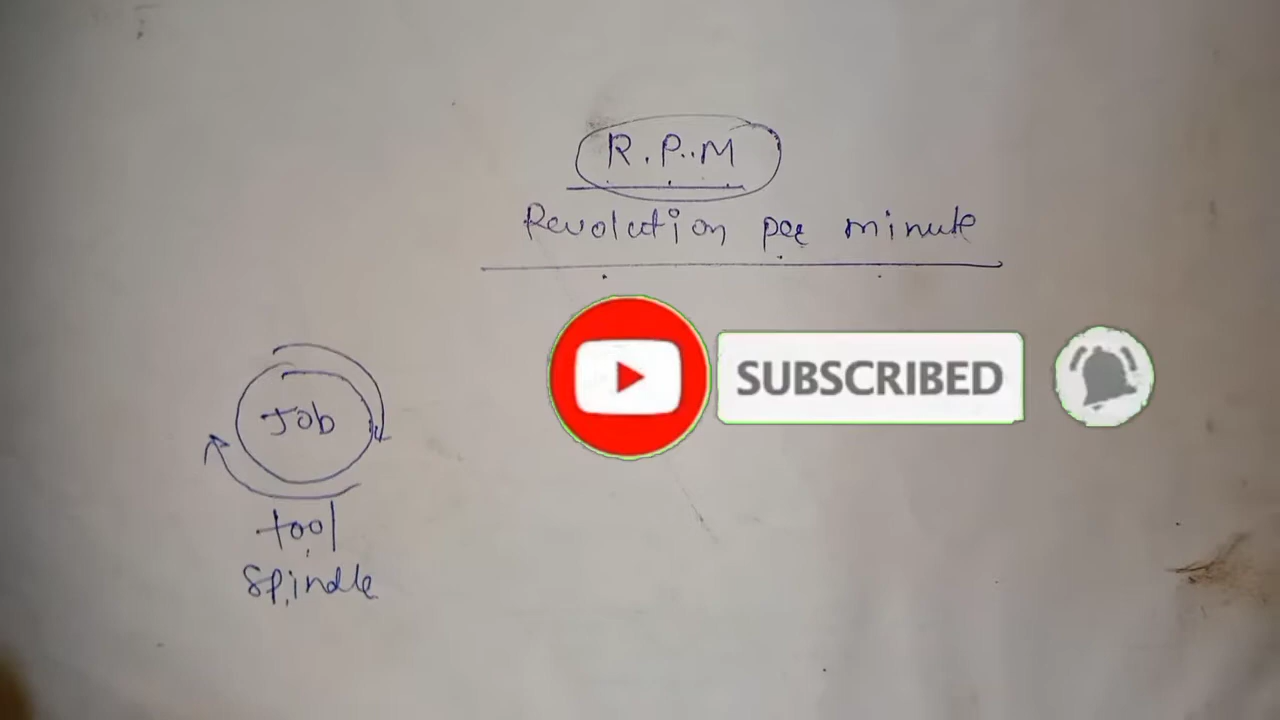 R.P.M
Revolution per minute
SUBSCRIBED
Job
tool
Spindle